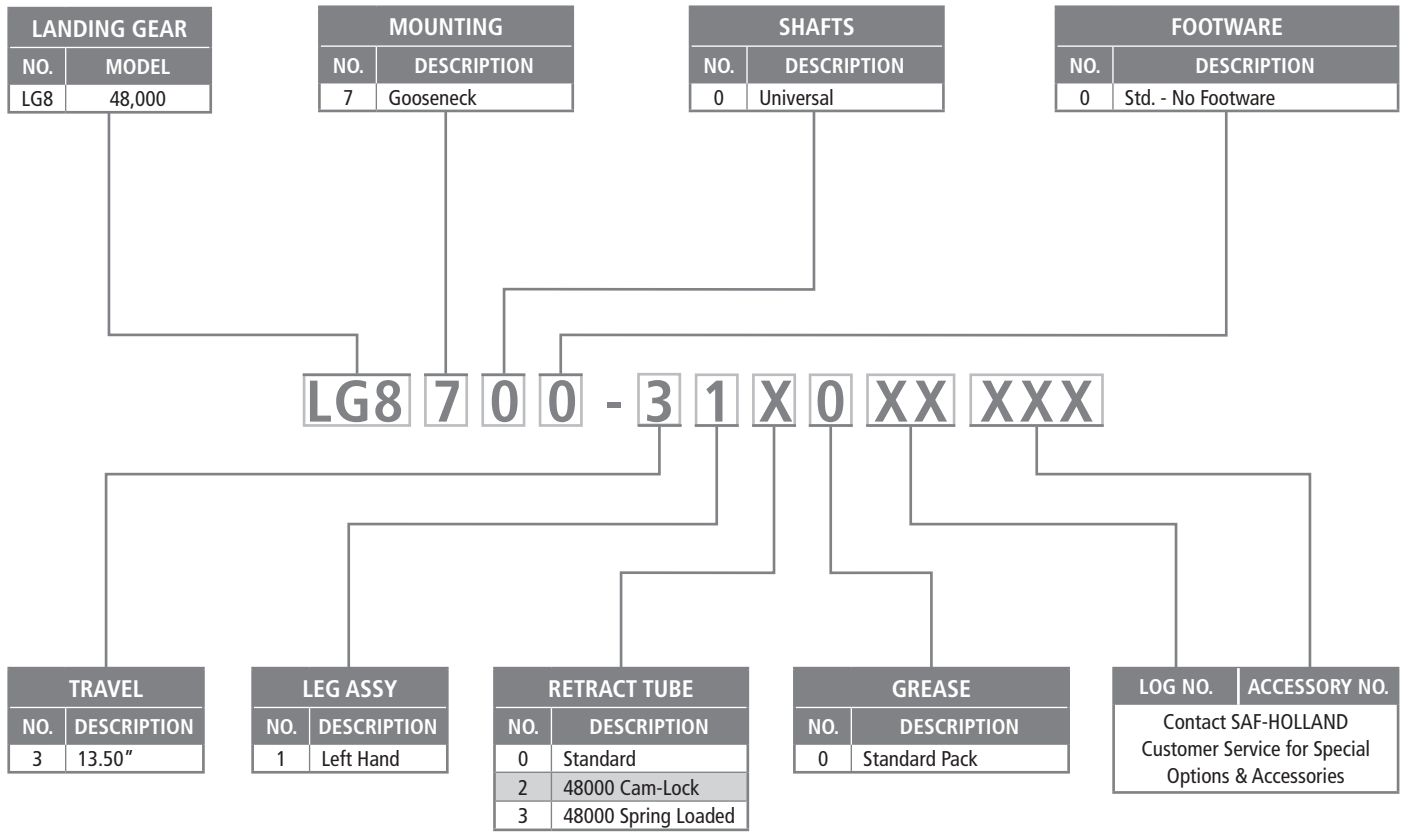 LANDING GEAR
NO. MODEL
LG8 48,000
MOUNTING
NO. DESCRIPTION
7 Gooseneck
SHAFTS
NO. DESCRIPTION
0 Universal
FOOTWARE
NO. DESCRIPTION
0 Std. - No Footware
LG8 7 0 0 - 3 1 X 0 XX XXX
TRAVEL
NO. DESCRIPTION
3 13.50″
LEG ASSY
NO. DESCRIPTION
1 Left Hand
RETRACT TUBE
NO. DESCRIPTION
0 Standard
2 48000 Cam-Lock
3 48000 Spring Loaded
GREASE
NO. DESCRIPTION
0 Standard Pack
LOG NO. ACCESSORY NO.
Contact SAF-HOLLAND
Customer Service for Special
Options & Accessories